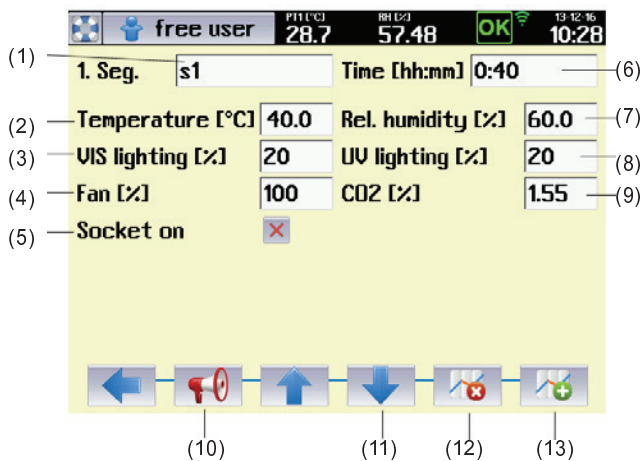 free user PT1 [°C] 28.7 RH [%] 57.48 OK 13-12-16 10:28
(1) 1. Seg. s1 Time [hh:mm] 0:40 (6)
(2) Temperature [°C] 40.0 Rel. humidity [%] 60.0 (7)
(3) VIS lighting [%] 20 UV lighting [%] 20 (8)
(4) Fan [%] 100 CO2 [%] 1.55 (9)
(5) Socket on
(10) (11) (12) (13)